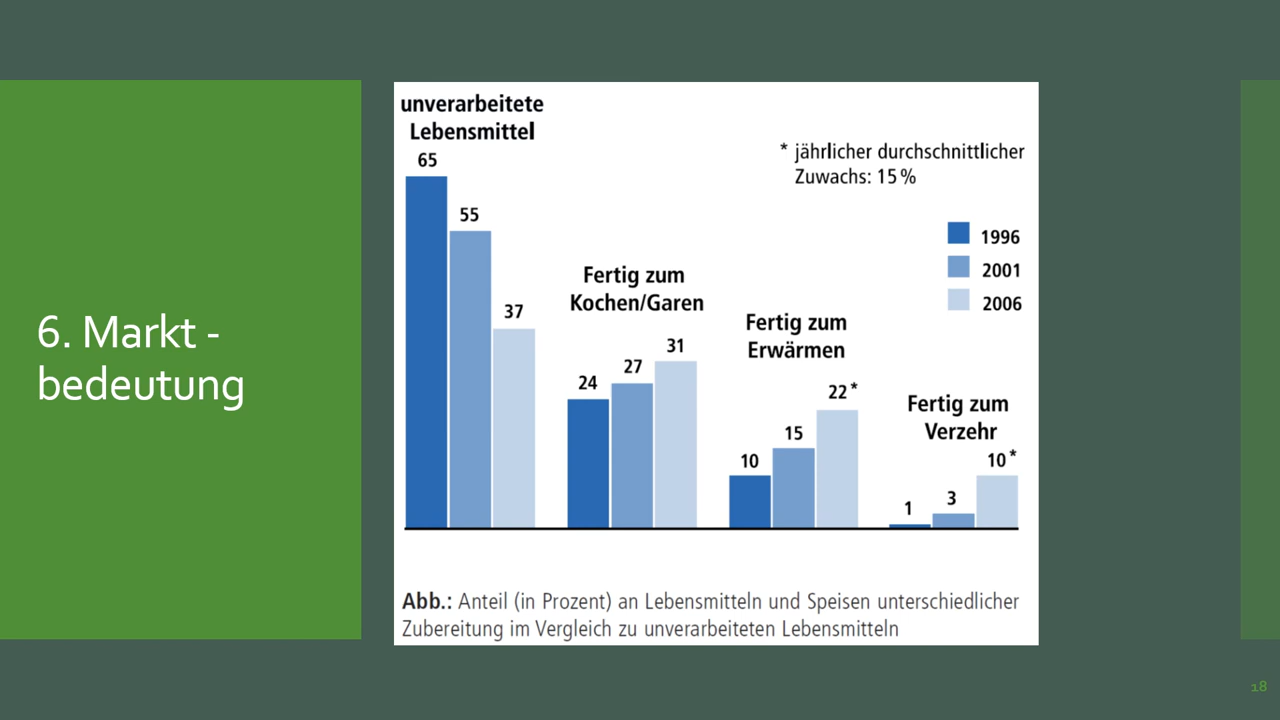 6. Markt -
bedeutung
unverarbeitete
Lebensmittel
65
55
37
Fertig zum
Kochen/Garen
24
27
31
Fertig zum
Erwärmen
10
15
22*
Fertig zum
Verzehr
1
3
10*
* jährlicher durchschnittlicher
Zuwachs: 15 %
1996
2001
2006
Abb.: Anteil (in Prozent) an Lebensmitteln und Speisen unterschiedlicher
Zubereitung im Vergleich zu unverarbeiteten Lebensmitteln
18